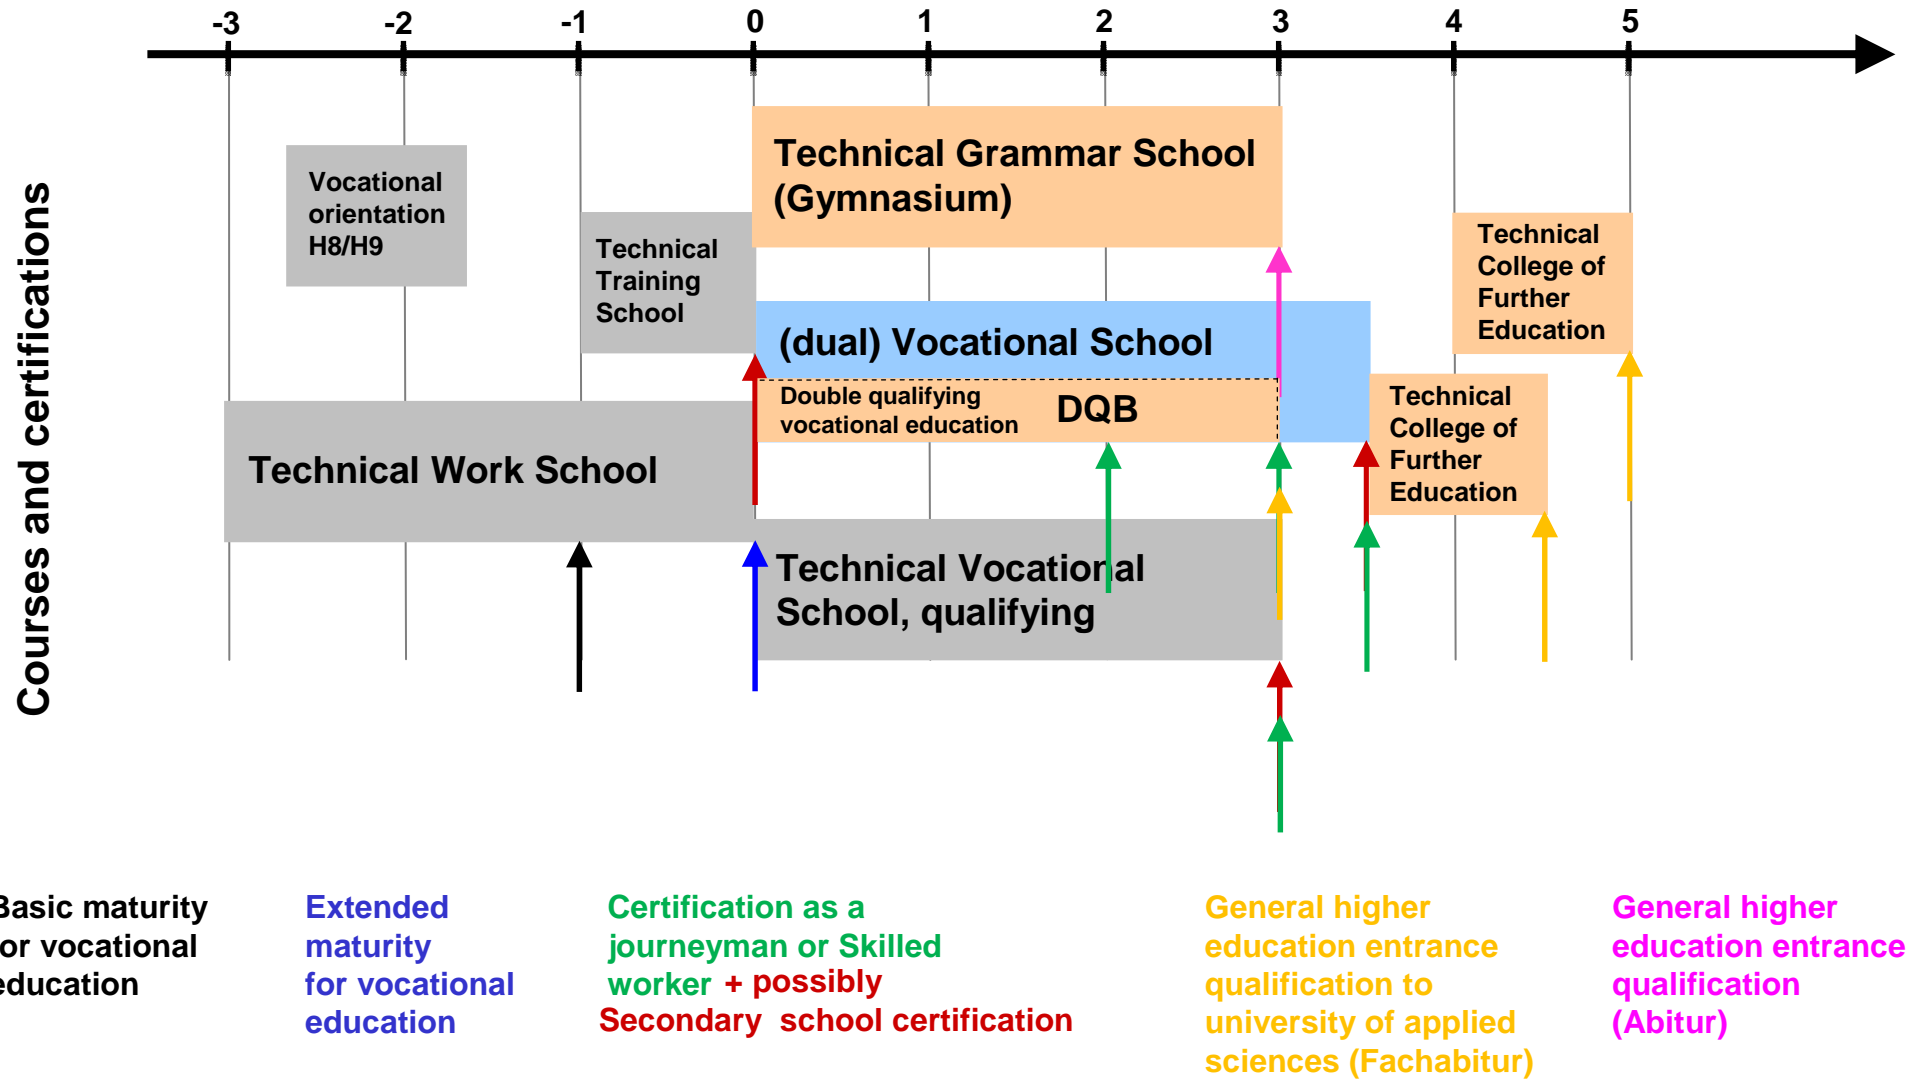 -3 -2 -1 0 1 2 3 4 5
Courses and certifications
Vocational
orientation
H8/H9
Technical
Training
School
Technical Work School
Technical Grammar School
(Gymnasium)
(dual) Vocational School
Double qualifying
vocational education
DQB
Technical Vocational
School, qualifying
Technical
College of
Further
Education
Technical
College of
Further
Education
Basic maturity
or vocational
education
Extended
maturity
for vocational
education
Certification as a
journeyman or Skilled
worker + possibly
Secondary school certification
General higher
education entrance
qualification to
university of applied
sciences (Fachabitur)
General higher
education entrance
qualification
(Abitur)